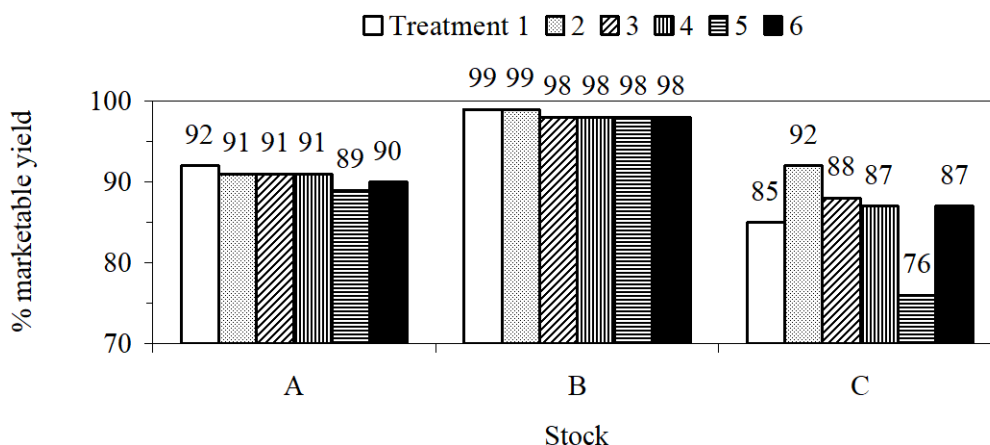 Treatment 1 2 3 4 5 6
% marketable yield
100
90
80
70
92 91 91 91 89 90
99 99 98 98 98 98
85 92 88 87 76 87
A B C
Stock